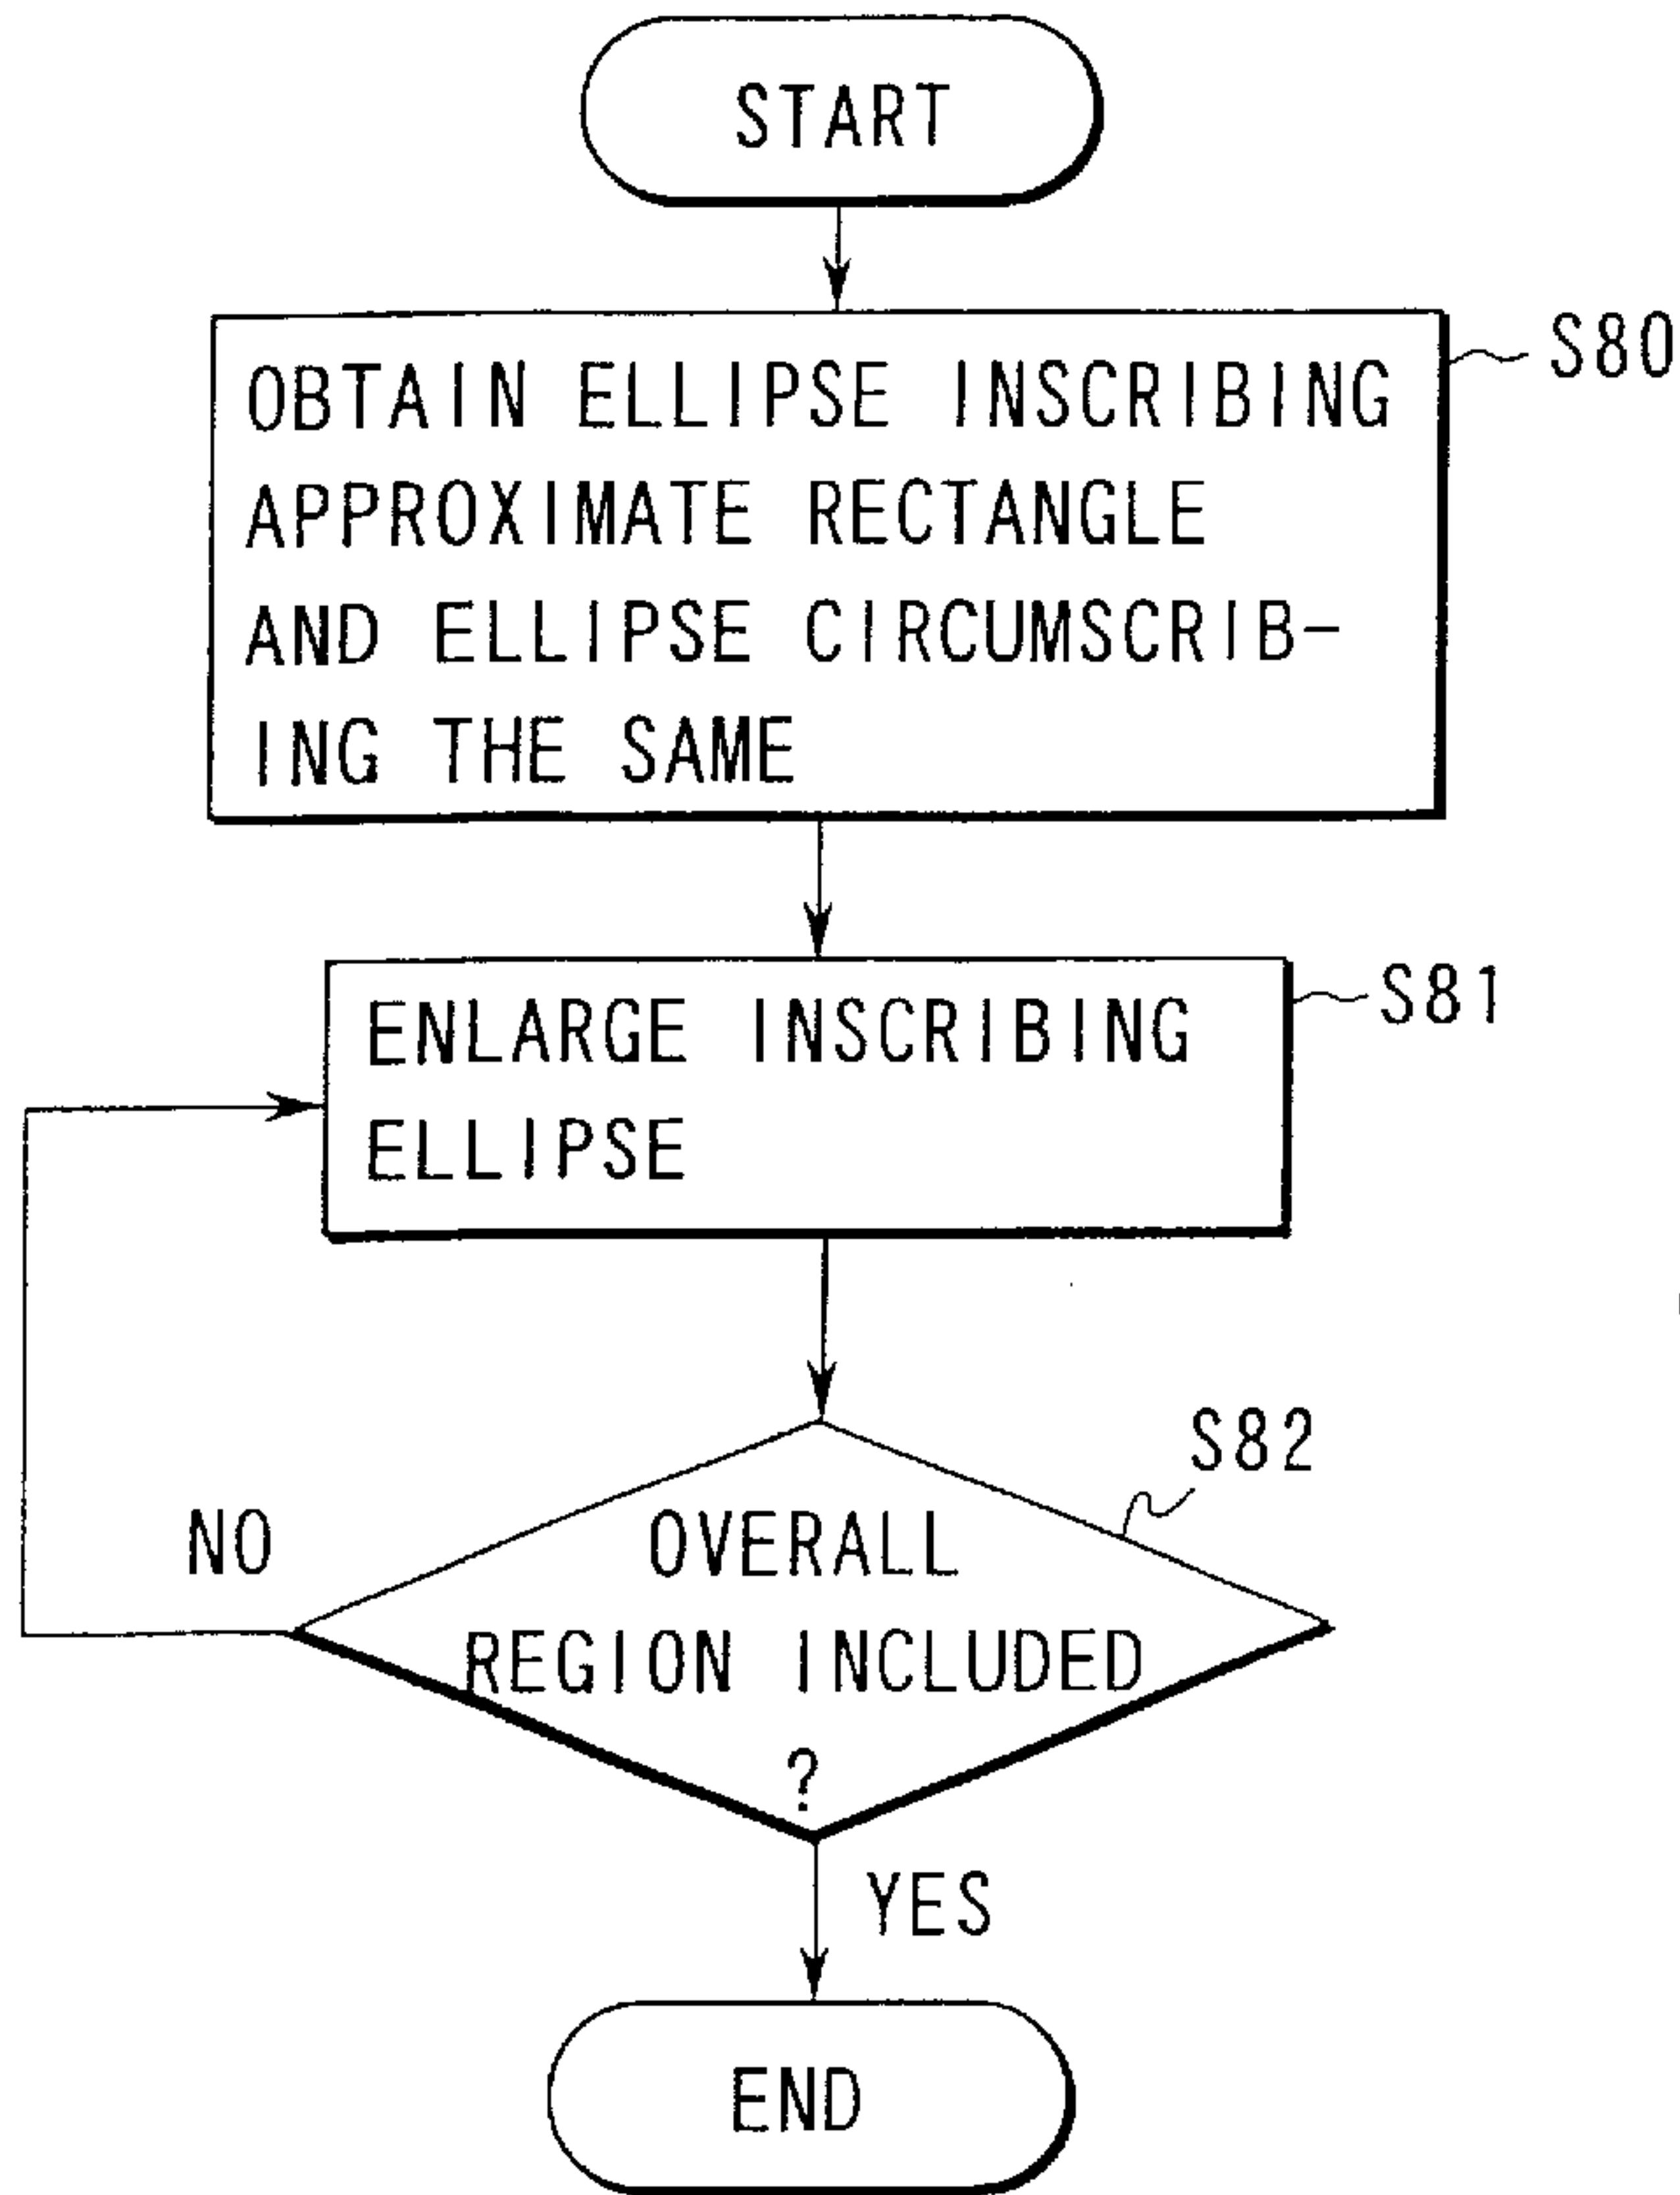 START
S80
OBTAIN ELLIPSE INSCRIBING
APPROXIMATE RECTANGLE
AND ELLIPSE CIRCUMSCRIB-
ING THE SAME
S81
ENLARGE INSCRIBING
ELLIPSE
S82
NO
OVERALL
REGION INCLUDED
?
YES
END